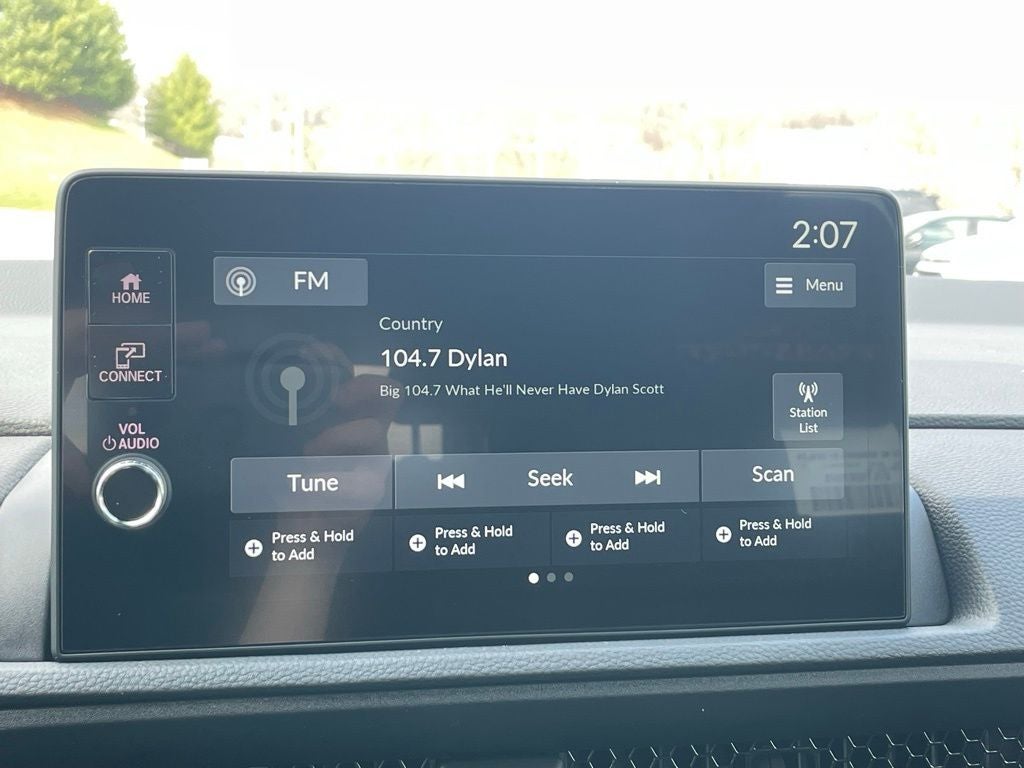 2:07
HOME
CONNECT
VOL
AUDIO
FM
Menu
Country
104.7 Dylan
Big 104.7 What He'll Never Have Dylan Scott
Station
List
Tune
Seek
Scan
Press & Hold
to Add
Press & Hold
to Add
Press & Hold
to Add
Press & Hold
to Add